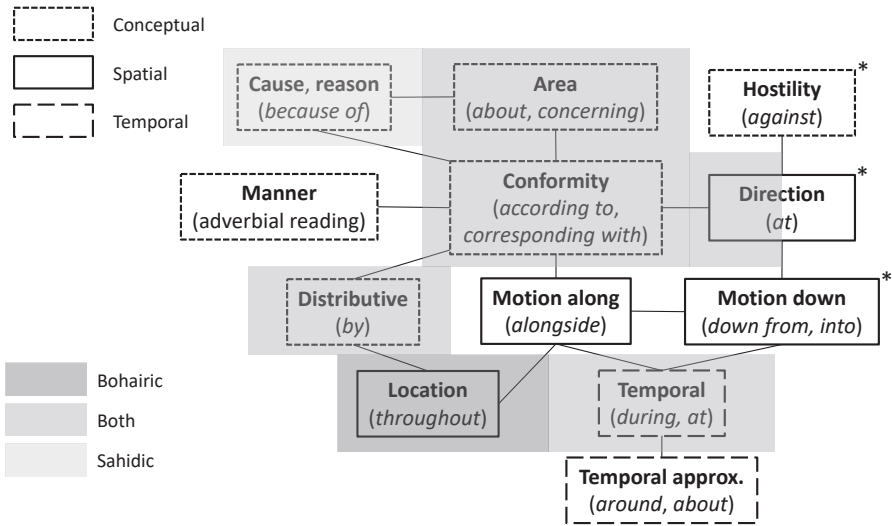 Conceptual
Spatial
Temporal
Cause, reason
(because of)
Area
(about, concerning)
Hostility
(against)
*
Manner
(adverbial reading)
Conformity
(according to,
corresponding with)
Direction
(at)
*
Distributive
(by)
Motion along
(alongside)
Motion down
(down from, into)
*
Bohairic
Both
Sahidic
Location
(throughout)
Temporal
(during, at)
Temporal approx.
(around, about)